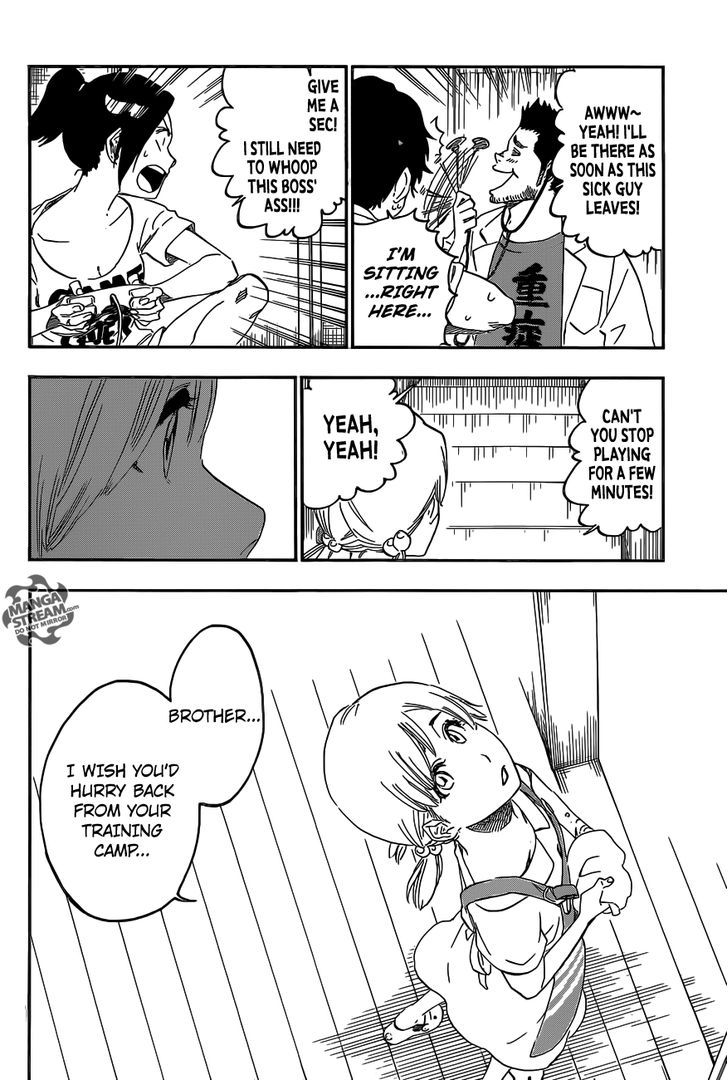 AWWW~
YEAH! I'LL
BE THERE AS
SOON AS THIS
SICK GUY
LEAVES!
I'M
SITTING
...RIGHT
HERE...
重症
GIVE
ME A
SEC!
I STILL NEED
TO WHOOP
THIS BOSS'
ASS!!!
CAN'T
YOU STOP
PLAYING
FOR A FEW
MINUTES!
YEAH,
YEAH!
MANGA
STREAM.com
DO NOT MIRROR
BROTHER...
I WISH YOU'D
HURRY BACK
FROM YOUR
TRAINING
CAMP...